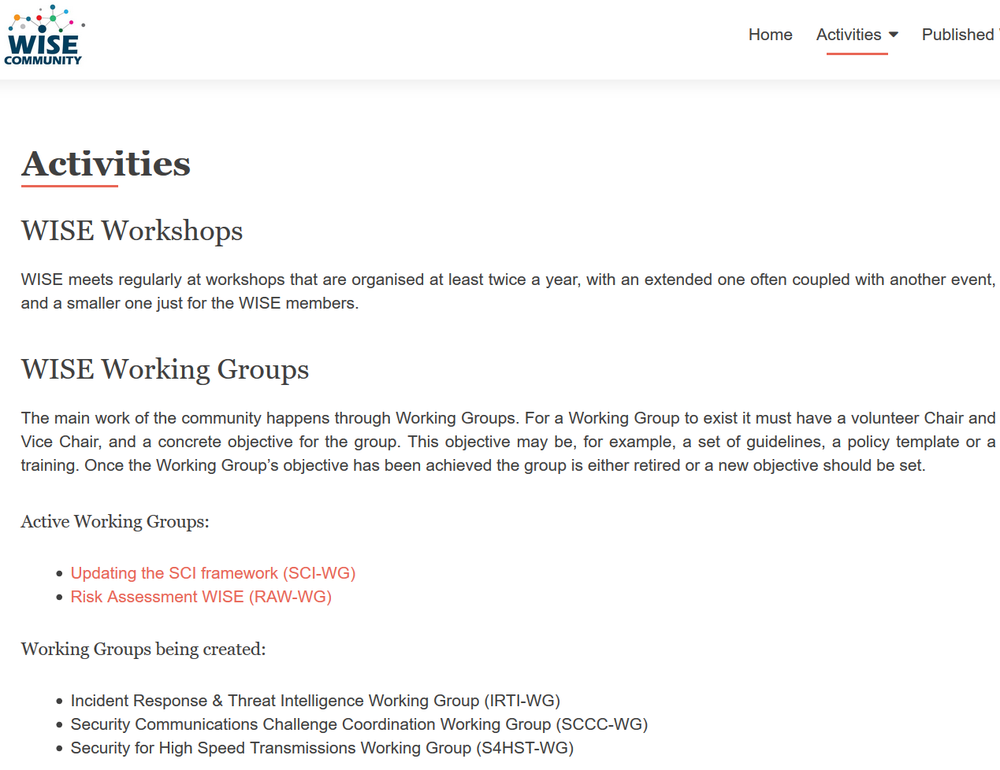 WISE
COMMUNITY
Home Activities Published
Activities
WISE Workshops
WISE meets regularly at workshops that are organised at least twice a year, with an extended one often coupled with another event,
and a smaller one just for the WISE members.
WISE Working Groups
The main work of the community happens through Working Groups. For a Working Group to exist it must have a volunteer Chair and
Vice Chair, and a concrete objective for the group. This objective may be, for example, a set of guidelines, a policy template or a
training. Once the Working Group’s objective has been achieved the group is either retired or a new objective should be set.
Active Working Groups:
• Updating the SCI framework (SCI-WG)
• Risk Assessment WISE (RAW-WG)
Working Groups being created:
• Incident Response & Threat Intelligence Working Group (IRTI-WG)
• Security Communications Challenge Coordination Working Group (SCCC-WG)
• Security for High Speed Transmissions Working Group (S4HST-WG)